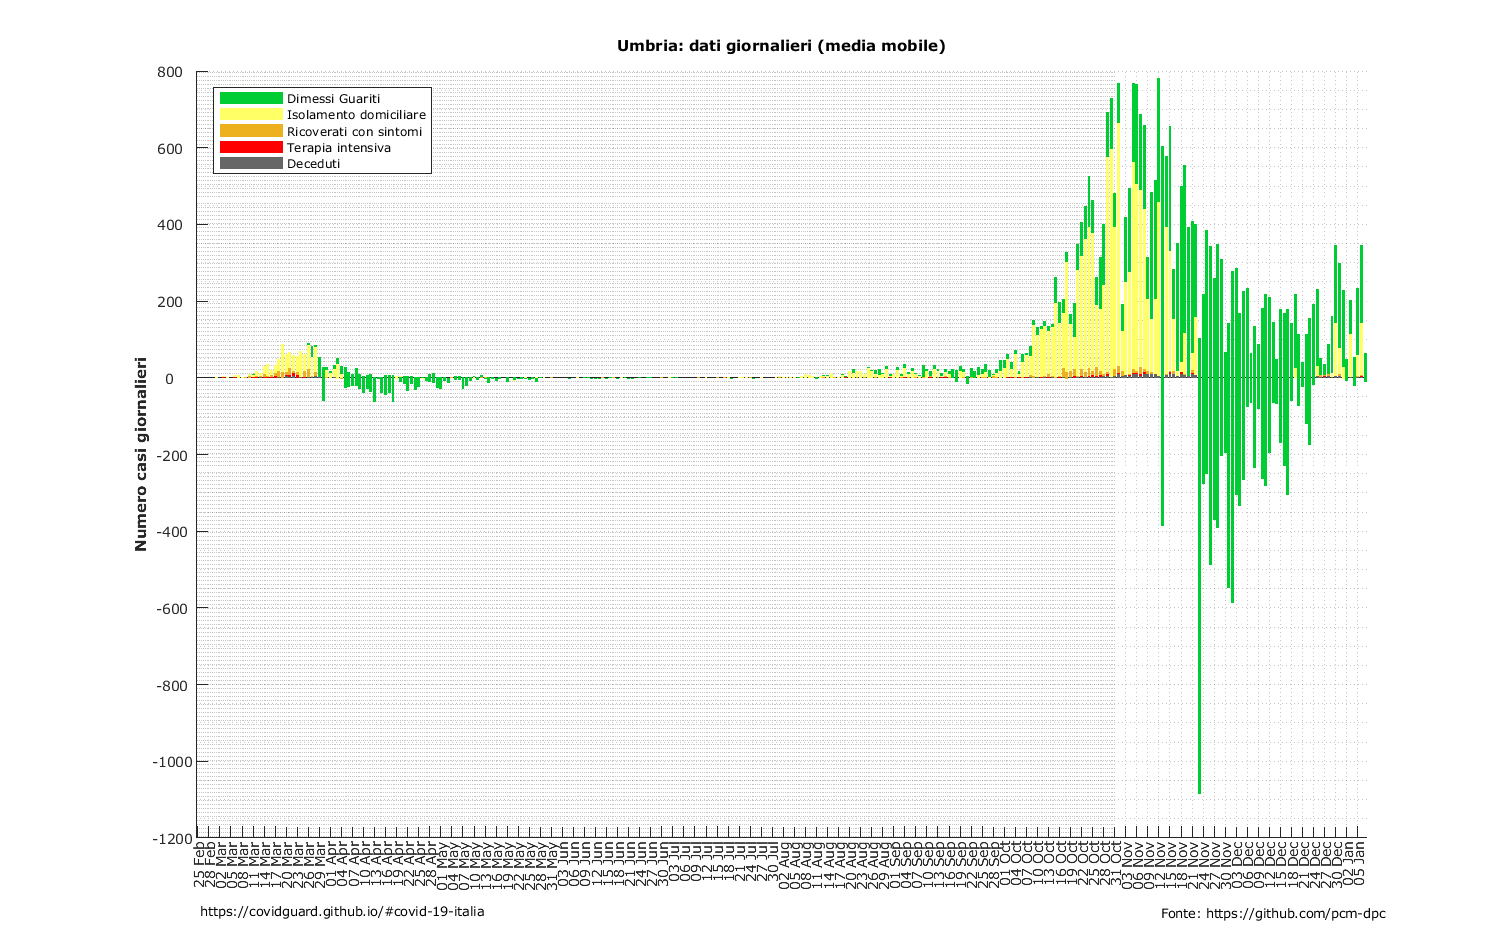 Umbria: dati giornalieri (media mobile)
Dimessi Guariti
Isolamento domiciliare
Ricoverati con sintomi
Terapia intensiva
Deceduti
Numero casi giornalieri
800
600
400
200
0
-200
-400
-600
-800
-1000
-1200
25 Feb
28 Feb
02 Mar
05 Mar
08 Mar
11 Mar
14 Mar
17 Mar
20 Mar
23 Mar
26 Mar
29 Mar
01 Apr
04 Apr
07 Apr
10 Apr
13 Apr
16 Apr
19 Apr
22 Apr
25 Apr
28 Apr
01 May
04 May
07 May
10 May
13 May
16 May
19 May
22 May
25 May
28 May
31 May
03 Jun
06 Jun
09 Jun
12 Jun
15 Jun
18 Jun
21 Jun
24 Jun
27 Jun
30 Jun
03 Jul
06 Jul
09 Jul
12 Jul
15 Jul
18 Jul
21 Jul
24 Jul
27 Jul
30 Jul
02 Aug
05 Aug
08 Aug
11 Aug
14 Aug
17 Aug
20 Aug
23 Aug
26 Aug
29 Aug
01 Sep
04 Sep
07 Sep
10 Sep
13 Sep
16 Sep
19 Sep
22 Sep
25 Sep
28 Sep
01 Oct
04 Oct
07 Oct
10 Oct
13 Oct
16 Oct
19 Oct
22 Oct
25 Oct
28 Oct
31 Oct
03 Nov
06 Nov
09 Nov
12 Nov
15 Nov
18 Nov
21 Nov
24 Nov
27 Nov
30 Nov
03 Dec
06 Dec
09 Dec
12 Dec
15 Dec
18 Dec
21 Dec
24 Dec
27 Dec
30 Dec
02 Jan
05 Jan
https://covidguard.github.io/#covid-19-italia
Fonte: https://github.com/pcm-dpc